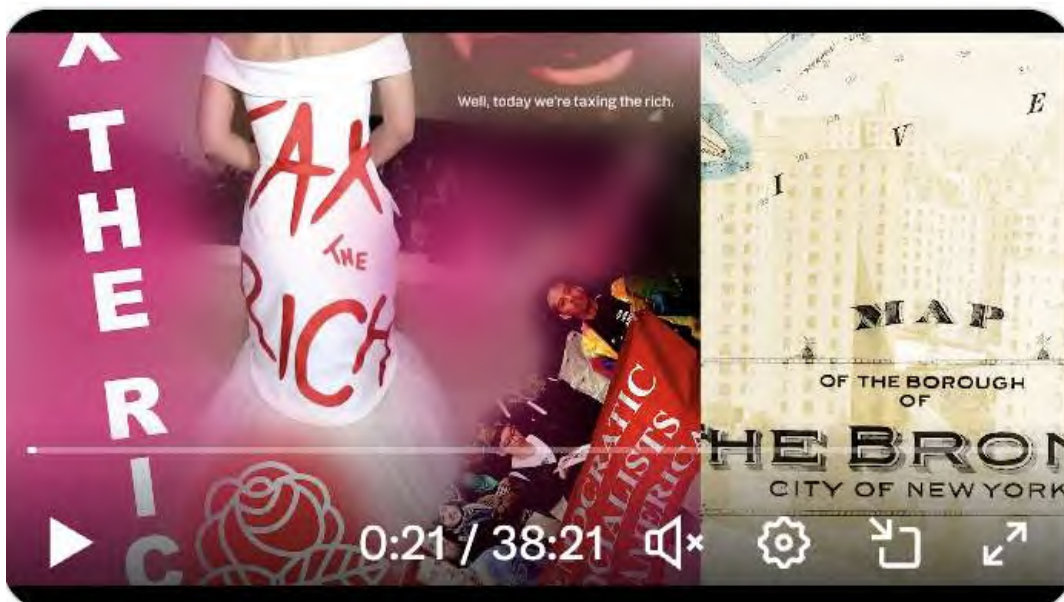 X
THE
RIC
Well, today we're taxing the rich.
TAX
THE
RICH
DEMOCRATIC
SOCIALISTS
AMERICA
I V E
MAP
OF THE BOROUGH
OF
THE BRON
CITY OF NEW YORK
0:21 / 38:21